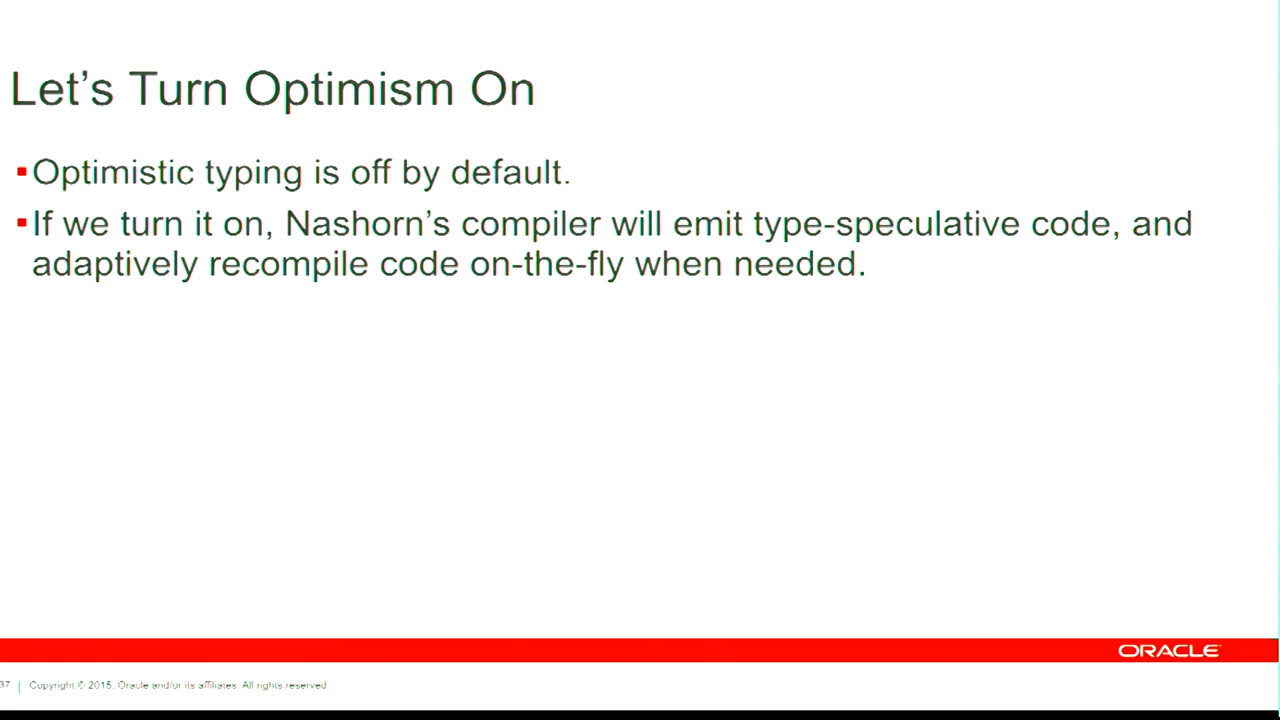 Let’s Turn Optimism On
Optimistic typing is off by default.
If we turn it on, Nashorn’s compiler will emit type-speculative code, and
adaptively recompile code on-the-fly when needed.
ORACLE
37 | Copyright © 2015, Oracle and/or its affiliates. All rights reserved